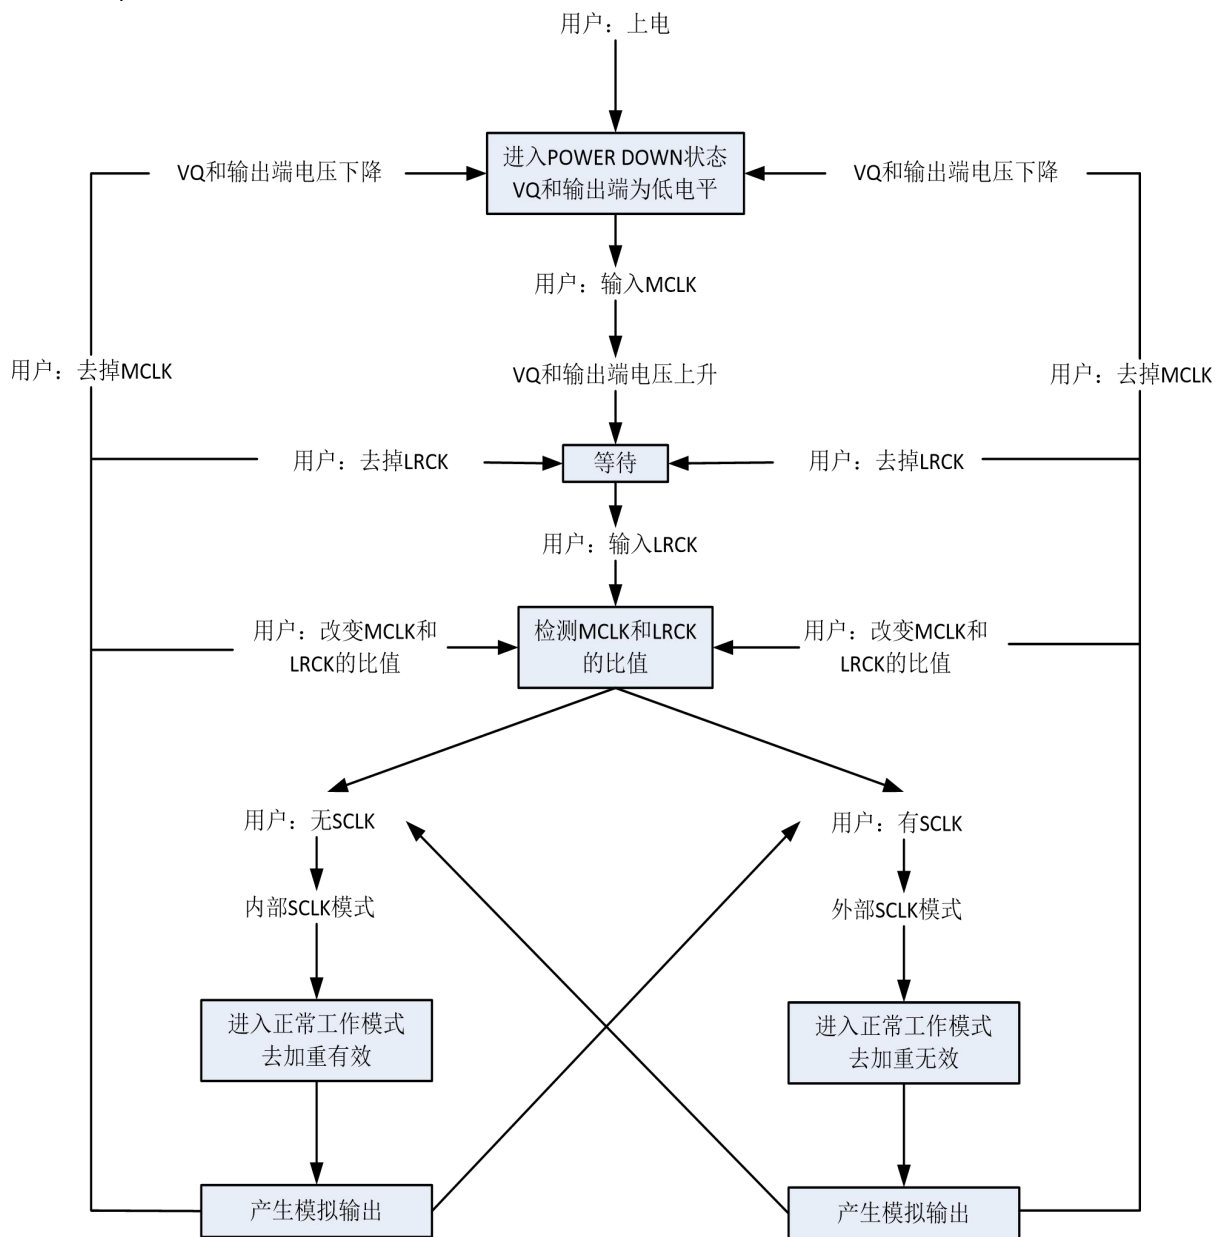 用户：上电
进入POWER DOWN状态
VQ和输出端为低电平
VQ和输出端电压下降
VQ和输出端电压下降
用户：输入MCLK
用户：去掉MCLK
VQ和输出端电压上升
用户：去掉MCLK
用户：去掉LRCK
等待
用户：去掉LRCK
用户：输入LRCK
用户：改变MCLK和
LRCK的比值
检测MCLK和LRCK
的比值
用户：改变MCLK和
LRCK的比值
用户：无SCLK
用户：有SCLK
内部SCLK模式
外部SCLK模式
进入正常工作模式
去加重有效
进入正常工作模式
去加重无效
产生模拟输出
产生模拟输出